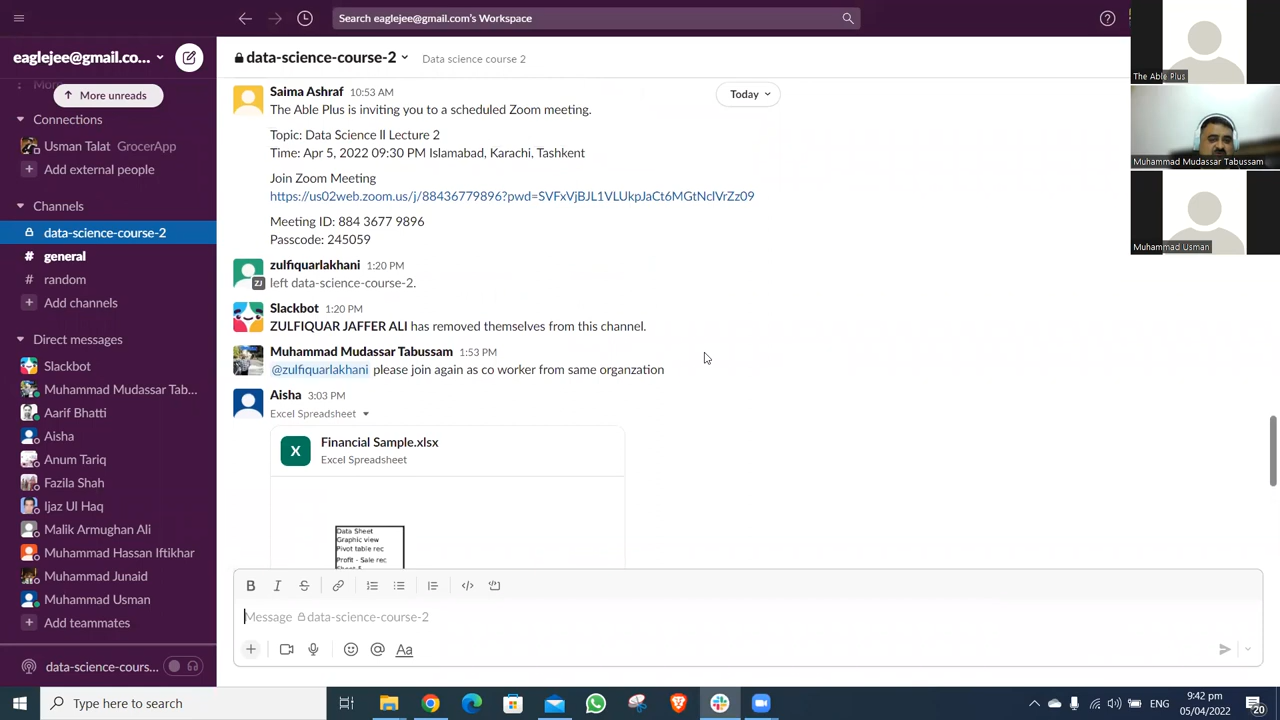 Search eaglejee@gmail.com's Workspace
eaglejee@gmail.co...
More
More unreads
Connections
Usman Talat GrocerApp
Add external people
Channels
data-science-course-2
general
random
Add channels
Direct messages
Slackbot
Muhammad Mudassar Tab...
Aarif Bhatti
Aisha
Anum Tariq
Fazila Shah
Ijaz Ul Haq
Malik Armughan Ali
Muhammad Hassan Iftikhar
Muhammad Junaid
Muhammad Usman
Add teammates
data-science-cour...
data-science-course-2
Data science course 2
Today
Saima Ashraf 10:53 AM
The Able Plus is inviting you to a scheduled Zoom meeting.
Topic: Data Science II Lecture 2
Time: Apr 5, 2022 09:30 PM Islamabad, Karachi, Tashkent
Join Zoom Meeting
https://us02web.zoom.us/j/88436779896?pwd=SVFxVjBJL1VLUkpJaCt6MGtNclVrZz09
Meeting ID: 884 3677 9896
Passcode: 245059
zulfiquarlakhani 1:20 PM
ZJ
left data-science-course-2.
Slackbot 1:20 PM
ZULFIQUAR JAFFER ALI has removed themselves from this channel.
Muhammad Mudassar Tabussam 1:53 PM
@zulfiquarlakhani please join again as co worker from same organzation
Aisha 3:03 PM
Excel Spreadsheet
X
Financial Sample.xlsx
Excel Spreadsheet
Data Sheet
Graphic view
Pivot table rec
Profit - Sale rec
B I S
Message data-science-course-2
Aa
The Able Plus
Muhammad Mudassar Tabussam
Muhammad Usman
Type here to search
9:42 pm
05/04/2022
20